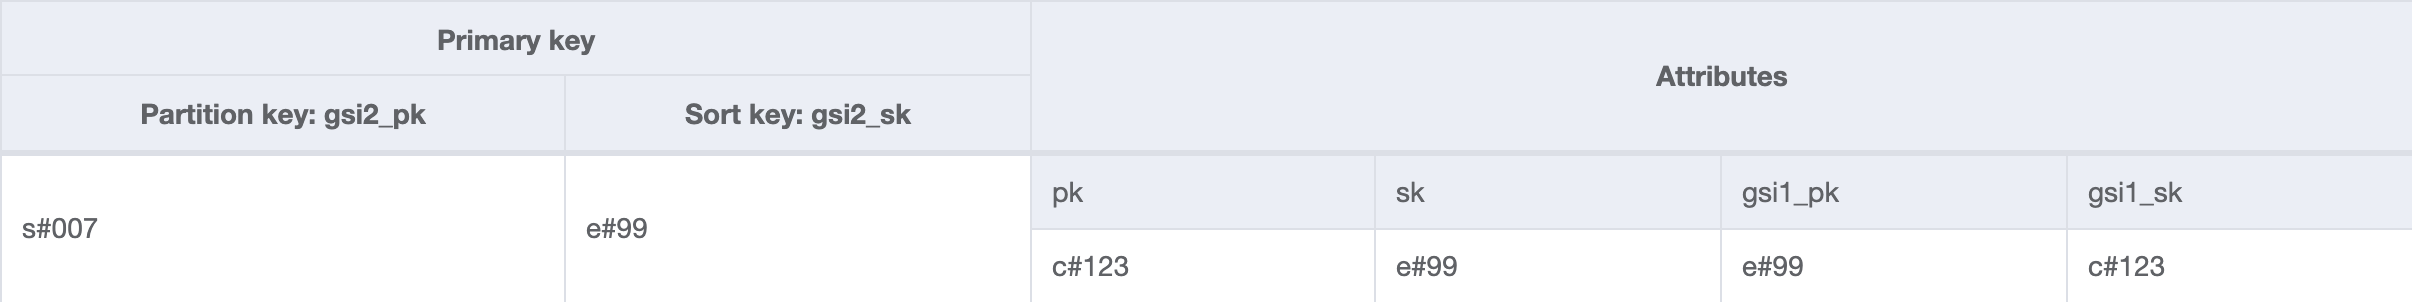 Primary key
Attributes
Partition key: gsi2_pk
Sort key: gsi2_sk
pk
sk
gsi1_pk
gsi1_sk
s#007
e#99
c#123
e#99
e#99
c#123